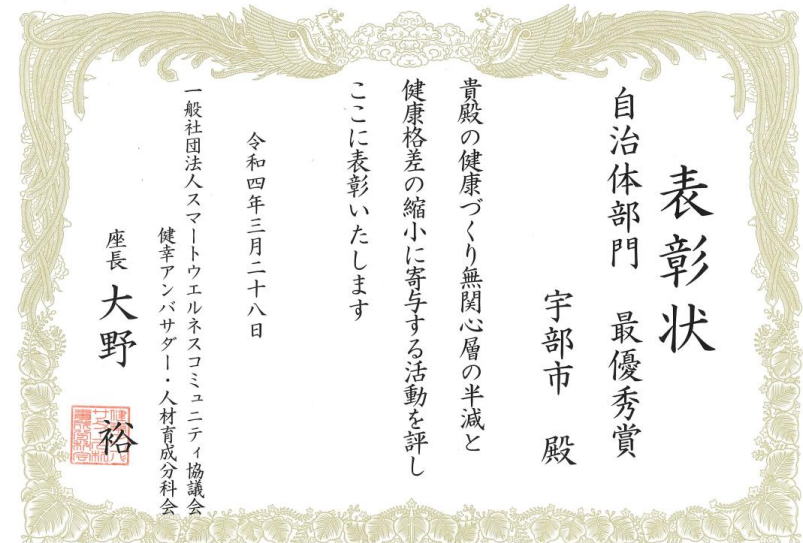 表彰状
自治体部門　最優秀賞
宇部市　殿
貴殿の健康づくり無関心層の半減と
健康格差の縮小に寄与する活動を評し
ここに表彰いたします
令和四年三月二十八日
一般社団法人スマートウエルネスコミュニティ協議会
健幸アンバサダー・人材育成分科会
座長　大野　裕